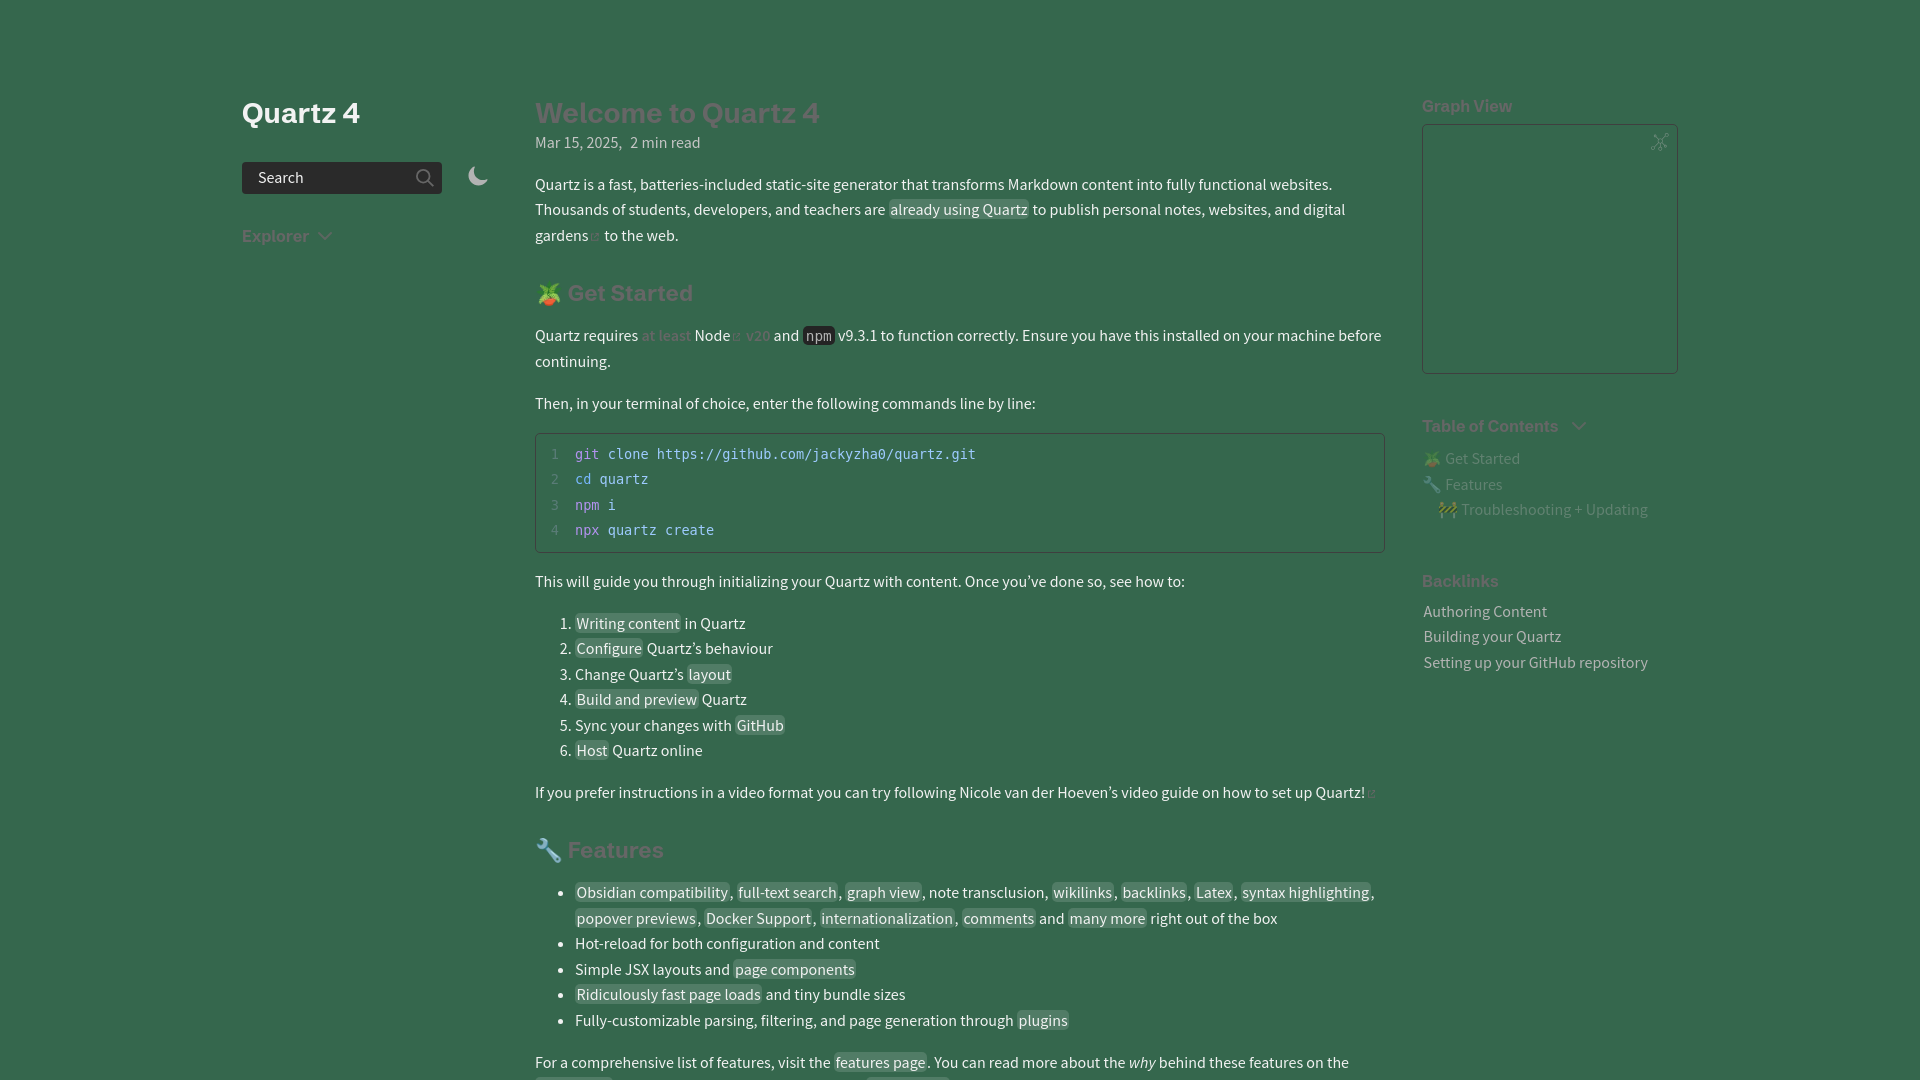 Quartz 4
Search
Explorer
Welcome to Quartz 4
Mar 15, 2025, 2 min read
Quartz is a fast, batteries-included static-site generator that transforms Markdown content into fully functional websites.
Thousands of students, developers, and teachers are already using Quartz to publish personal notes, websites, and digital
gardens to the web.
🪴 Get Started
Quartz requires at least Node v20 and npm v9.3.1 to function correctly. Ensure you have this installed on your machine before
continuing.
Then, in your terminal of choice, enter the following commands line by line:
1 git clone https://github.com/jackyzha0/quartz.git
2 cd quartz
3 npm i
4 npx quartz create
This will guide you through initializing your Quartz with content. Once you’ve done so, see how to:
1. Writing content in Quartz
2. Configure Quartz’s behaviour
3. Change Quartz’s layout
4. Build and preview Quartz
5. Sync your changes with GitHub
6. Host Quartz online
If you prefer instructions in a video format you can try following Nicole van der Hoeven’s video guide on how to set up Quartz!
🔧 Features
• Obsidian compatibility, full-text search, graph view, note transclusion, wikilinks, backlinks, Latex, syntax highlighting,
popover previews, Docker Support, internationalization, comments and many more right out of the box
• Hot-reload for both configuration and content
• Simple JSX layouts and page components
• Ridiculously fast page loads and tiny bundle sizes
• Fully-customizable parsing, filtering, and page generation through plugins
For a comprehensive list of features, visit the features page. You can read more about the why behind these features on the
Graph View
Table of Contents
🪴 Get Started
🔧 Features
🚧 Troubleshooting + Updating
Backlinks
Authoring Content
Building your Quartz
Setting up your GitHub repository